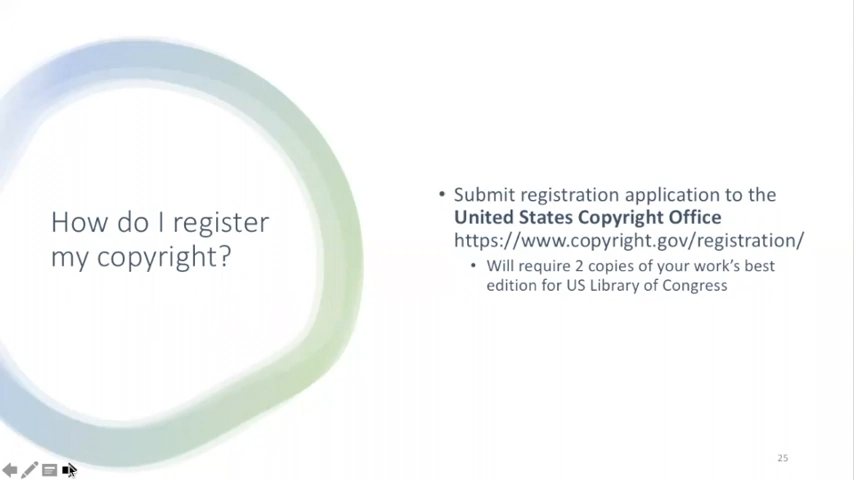 How do I register
my copyright?
• Submit registration application to the
United States Copyright Office
https://www.copyright.gov/registration/
• Will require 2 copies of your work's best
edition for US Library of Congress
25